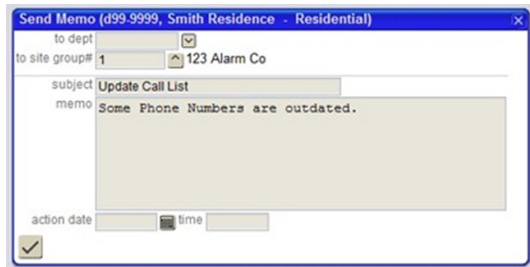 Send Memo (d99-9999, Smith Residence - Residential)
to dept
to site group# 1 123 Alarm Co
subject Update Call List
memo Some Phone Numbers are outdated.
action date time